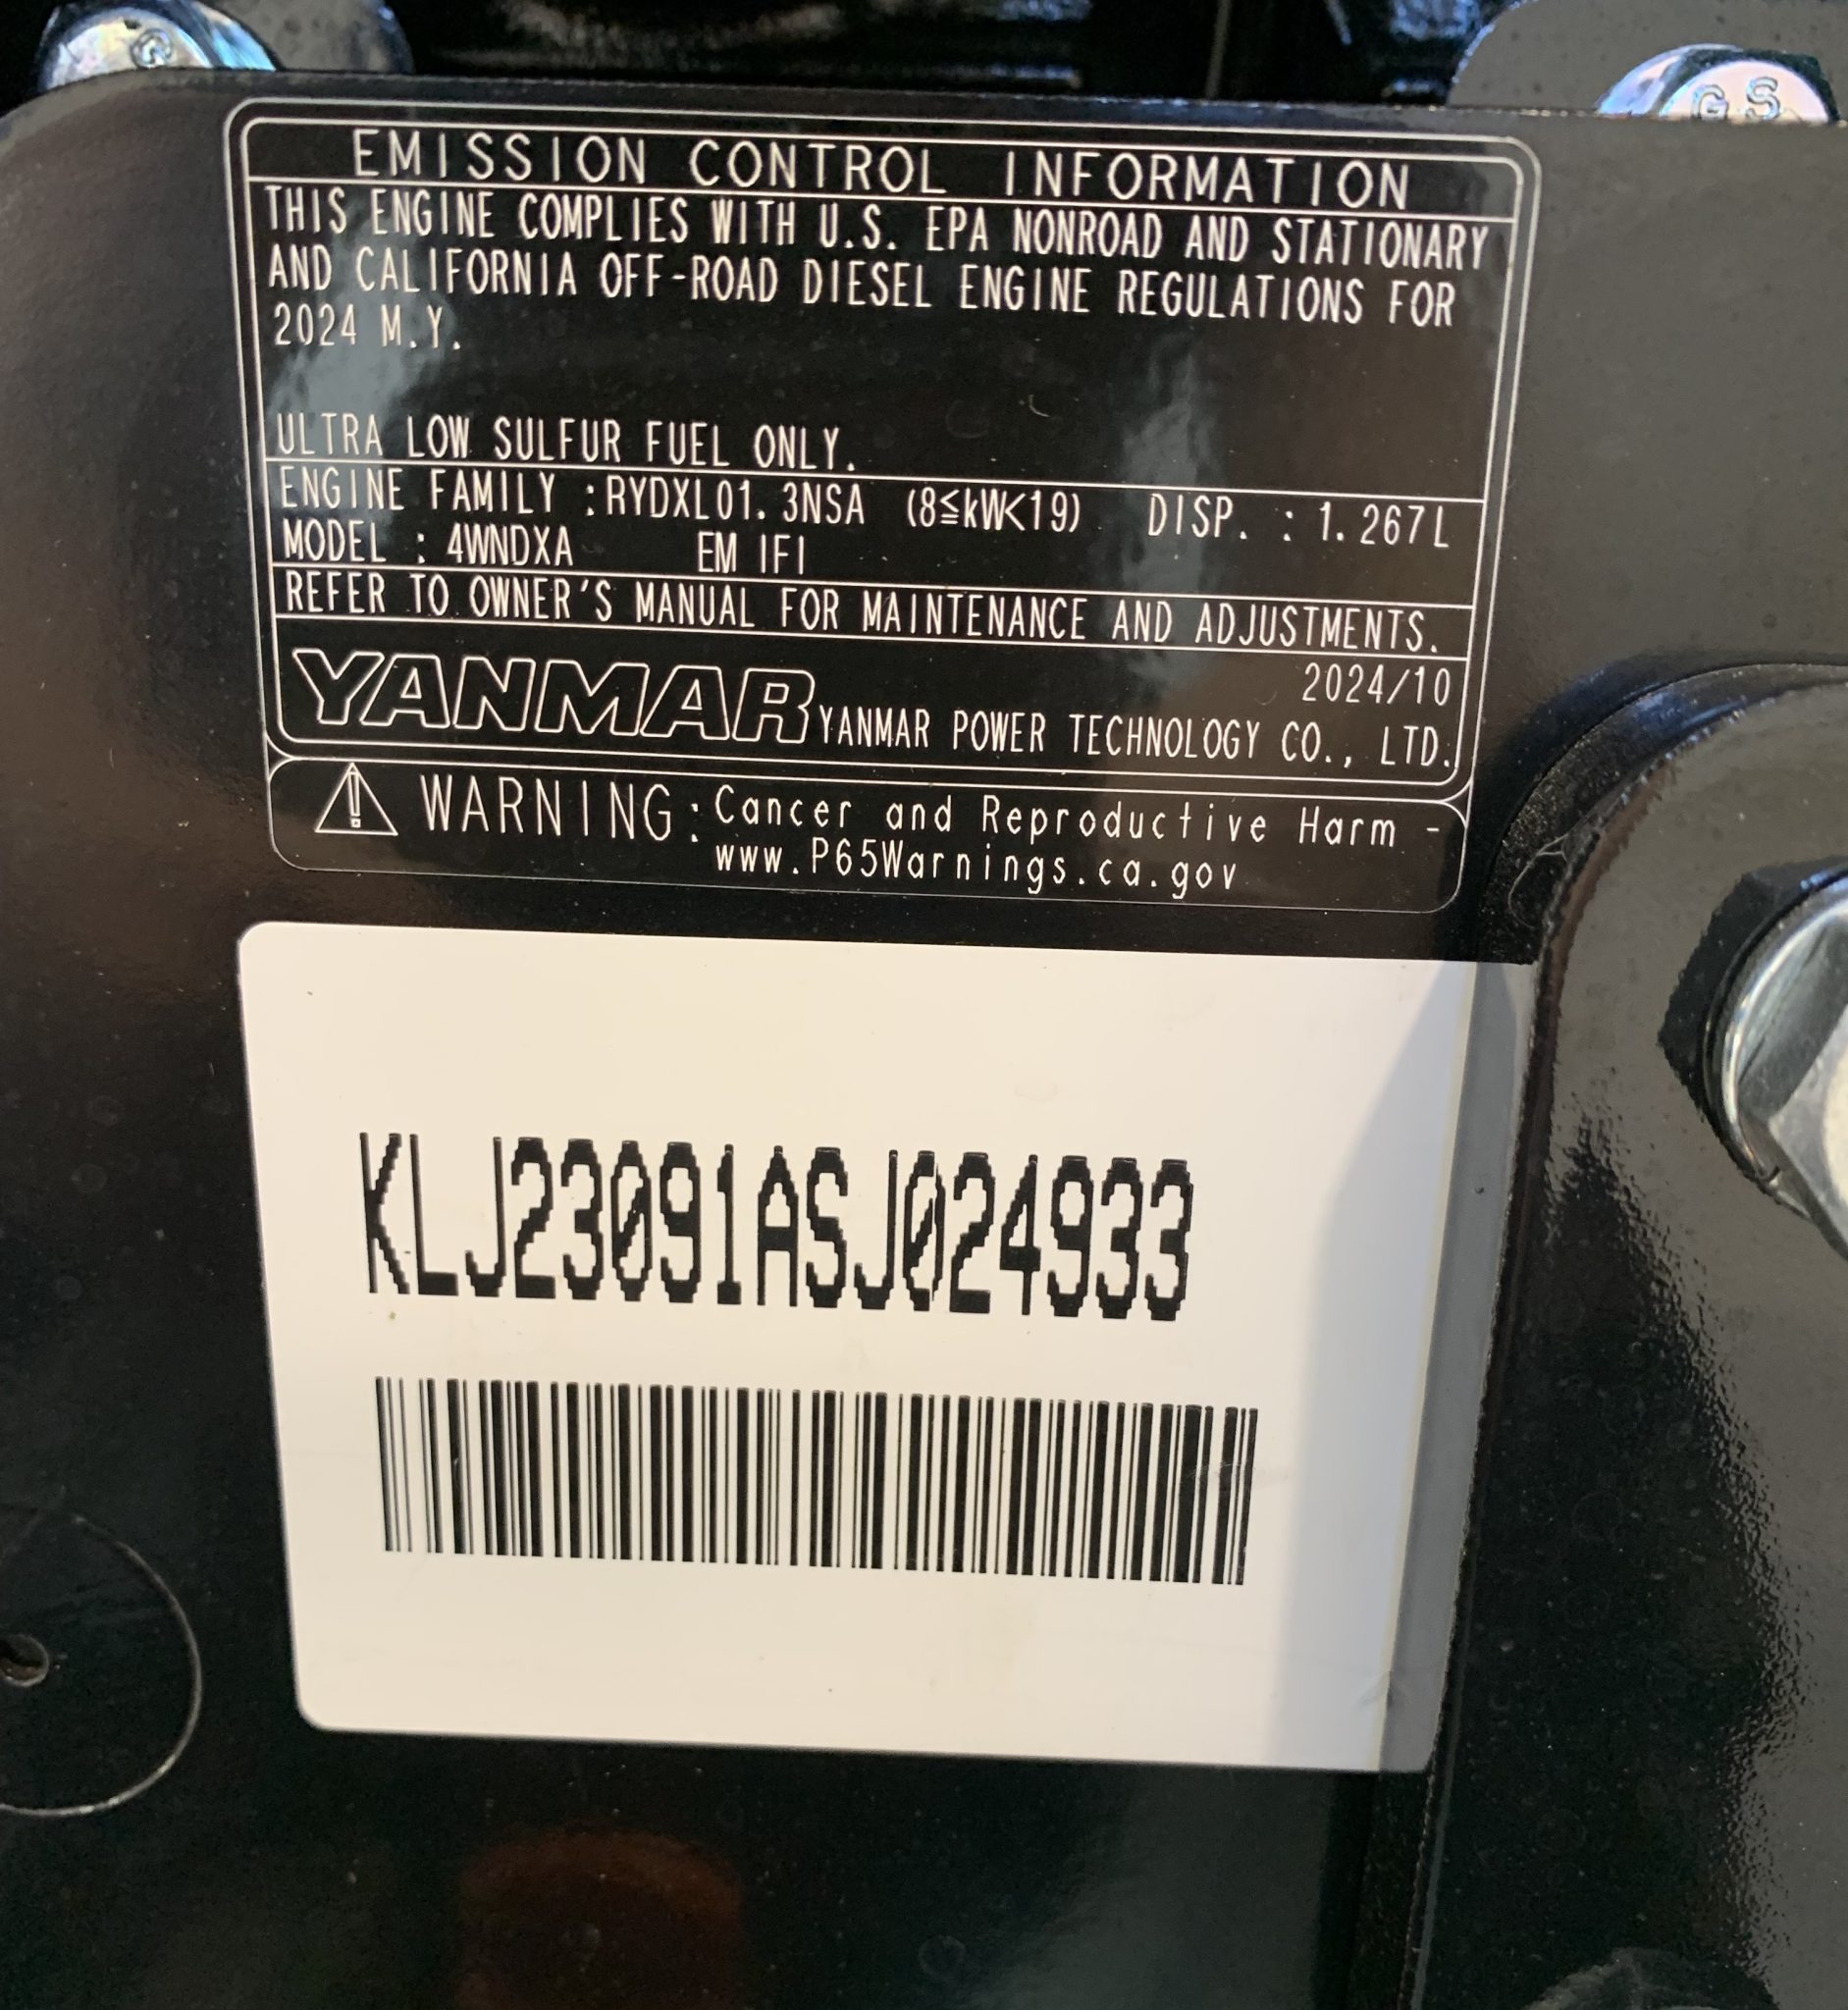 G
G S
EMISSION CONTROL INFORMATION
THIS ENGINE COMPLIES WITH U.S. EPA NONROAD AND STATIONARY
AND CALIFORNIA OFF-ROAD DIESEL ENGINE REGULATIONS FOR
2024 M.Y.
ULTRA LOW SULFUR FUEL ONLY.
ENGINE FAMILY :RYDXL01.3NSA (8≦kW<19) DISP. : 1.267L
MODEL : 4WNDXA EM IFI
REFER TO OWNER'S MANUAL FOR MAINTENANCE AND ADJUSTMENTS.
2024/10
YANMAR YANMAR POWER TECHNOLOGY CO., LTD.
WARNING: Cancer and Reproductive Harm -
www.P65Warnings.ca.gov
KLJ23091ASJ024933